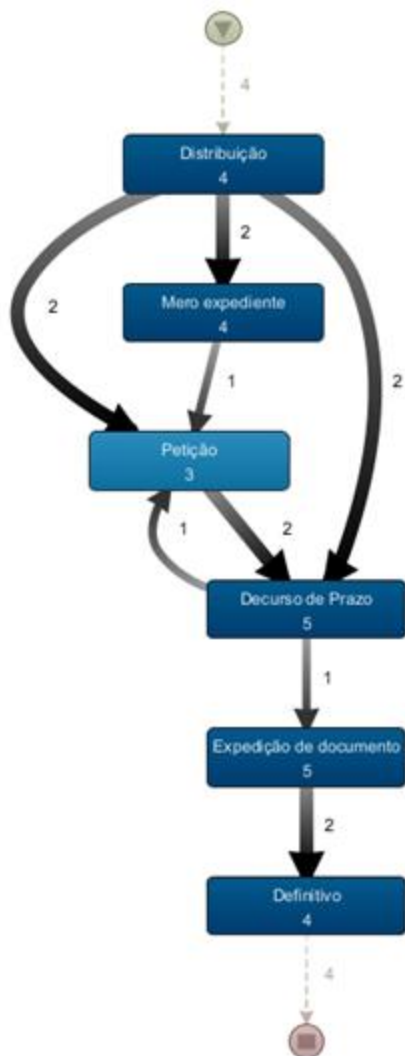 4
Distribuição
4
2
Mero expediente
4
2
2
1
Petição
3
1
2
Decurso de Prazo
5
1
Expedição de documento
5
2
Definitivo
4
4